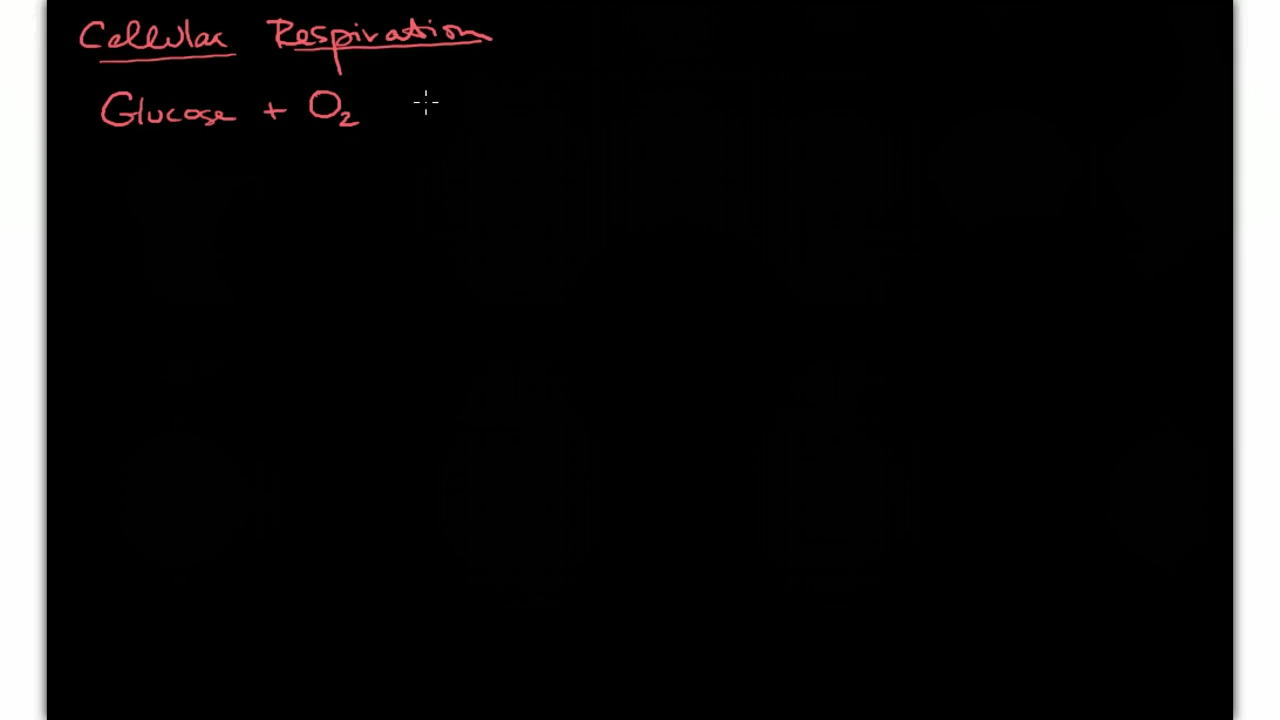 Cellular Respiration
Glucose + O₂